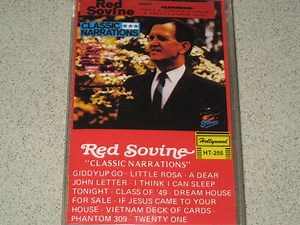 Red
Sovine
CLASSIC ★★★
NARRATIONS
Red Sovine
Hollywood
HT-255
"CLASSIC NARRATIONS"
GIDDYUP GO - LITTLE ROSA - A DEAR
JOHN LETTER - I THINK I CAN SLEEP
TONIGHT - CLASS OF '49 - DREAM HOUSE
FOR SALE - IF JESUS CAME TO YOUR
HOUSE - VIETNAM DECK OF CARDS -
PHANTOM 309 - TWENTY ONE